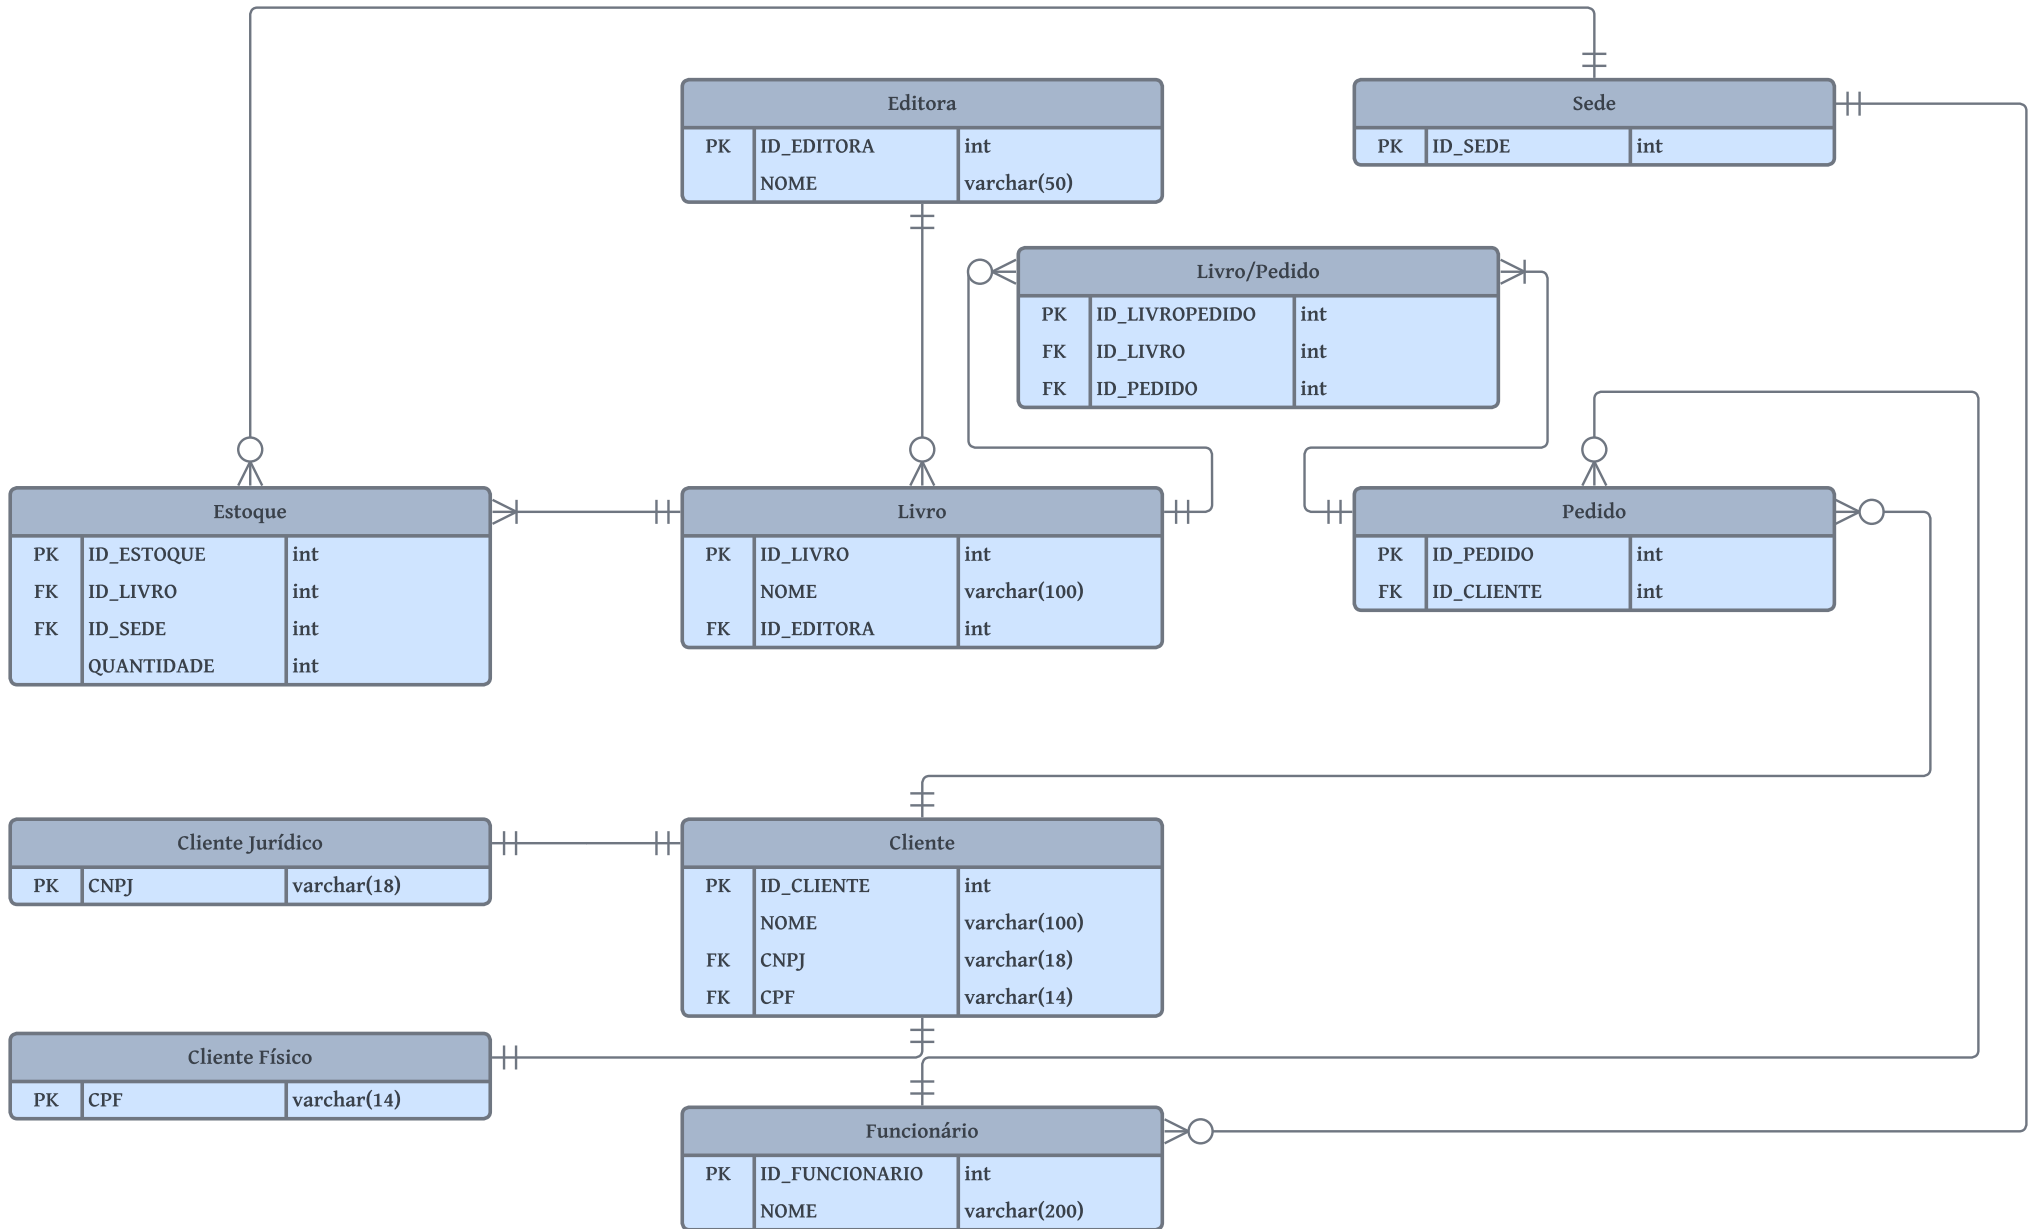 Editora
PK ID_EDITORA int
NOME varchar(50)
Sede
PK ID_SEDE int
Livro/Pedido
PK ID_LIVROPEDIDO int
FK ID_LIVRO int
FK ID_PEDIDO int
Estoque
PK ID_ESTOQUE int
FK ID_LIVRO int
FK ID_SEDE int
QUANTIDADE int
Livro
PK ID_LIVRO int
NOME varchar(100)
FK ID_EDITORA int
Pedido
PK ID_PEDIDO int
FK ID_CLIENTE int
Cliente Jurídico
PK CNPJ varchar(18)
Cliente
PK ID_CLIENTE int
NOME varchar(100)
FK CNPJ varchar(18)
FK CPF varchar(14)
Cliente Físico
PK CPF varchar(14)
Funcionário
PK ID_FUNCIONARIO int
NOME varchar(200)